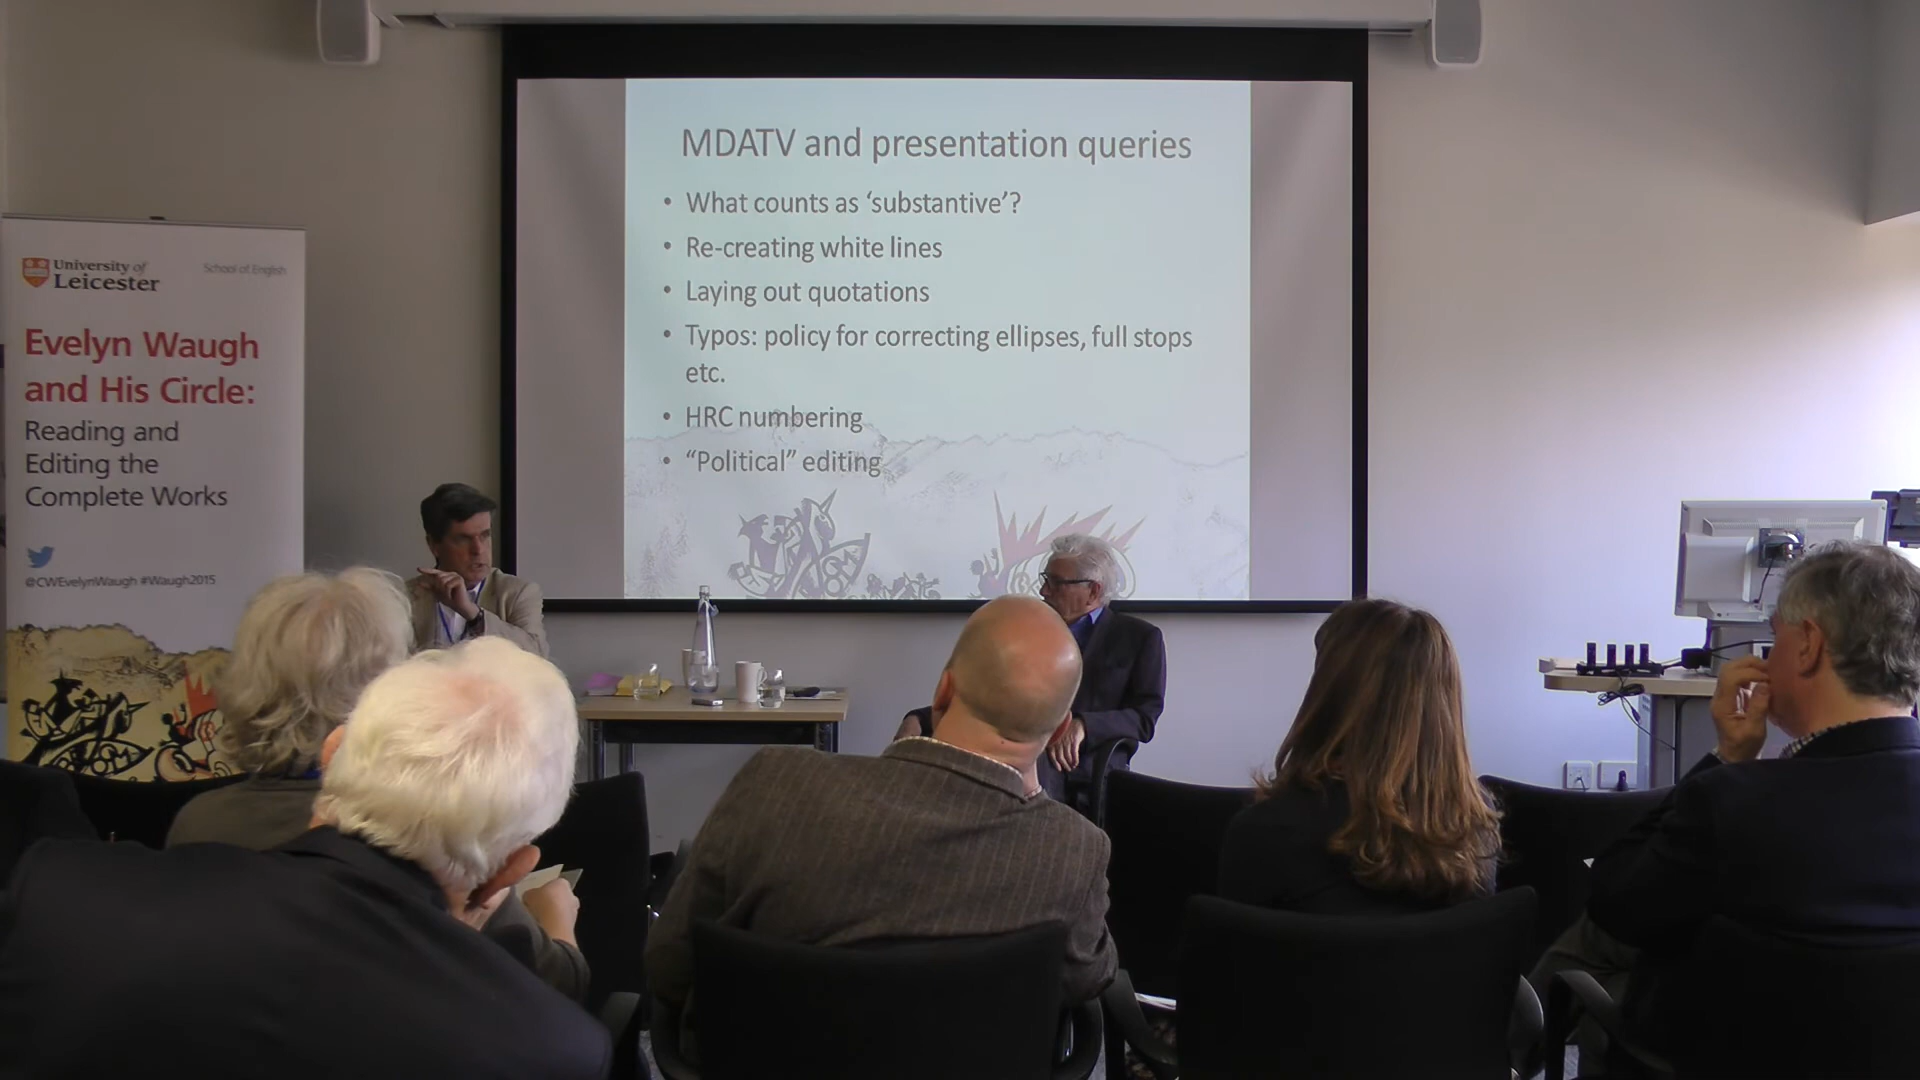 MDATV and presentation queries
• What counts as ‘substantive’?
• Re-creating white lines
• Laying out quotations
• Typos: policy for correcting ellipses, full stops
etc.
• HRC numbering
• “Political” editing
University of
Leicester
School of English
Evelyn Waugh
and His Circle:
Reading and
Editing the
Complete Works
@CWEvelynWaugh #Waugh2015